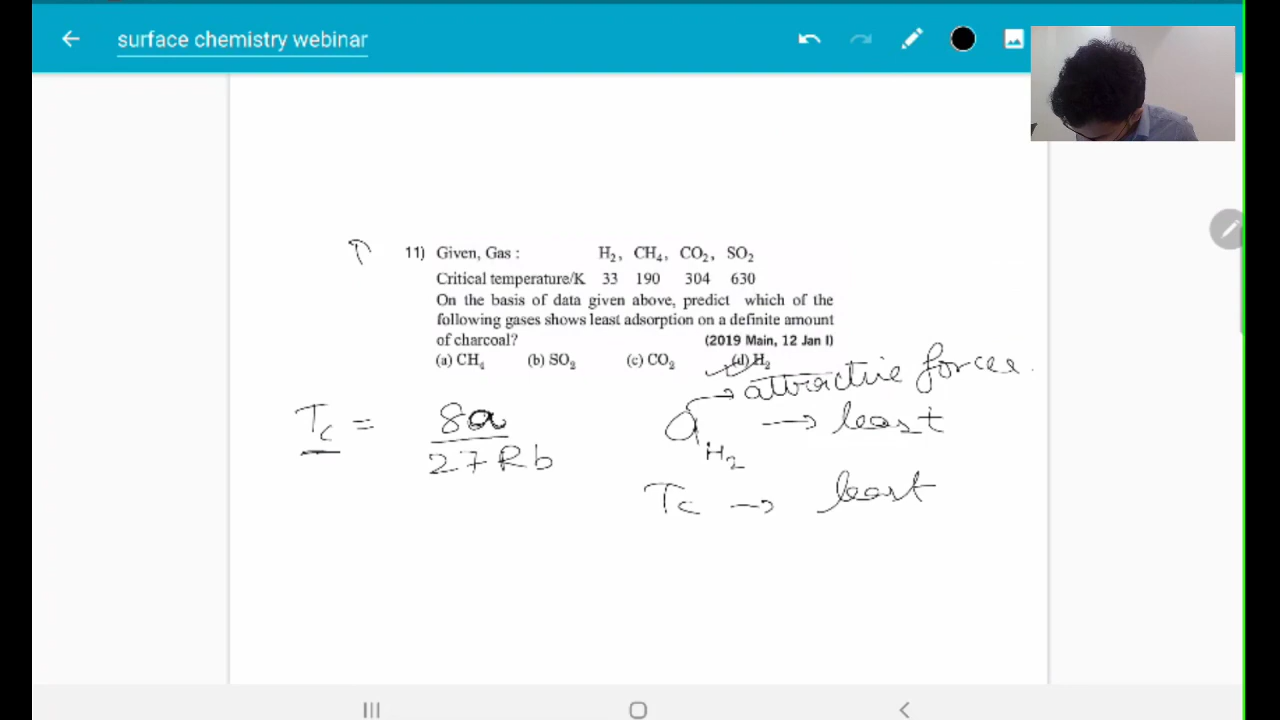 surface chemistry webinar
11) Given, Gas : H₂, CH₄, CO₂, SO₂
Critical temperature/K 33 190 304 630
On the basis of data given above, predict which of the
following gases shows least adsorption on a definite amount
of charcoal? (2019 Main, 12 Jan I)
(a) CH₄ (b) SO₂ (c) CO₂ (d) H₂
→ attractive forces.
Tc = 8a / 27Rb
a H₂ → least
Tc → least